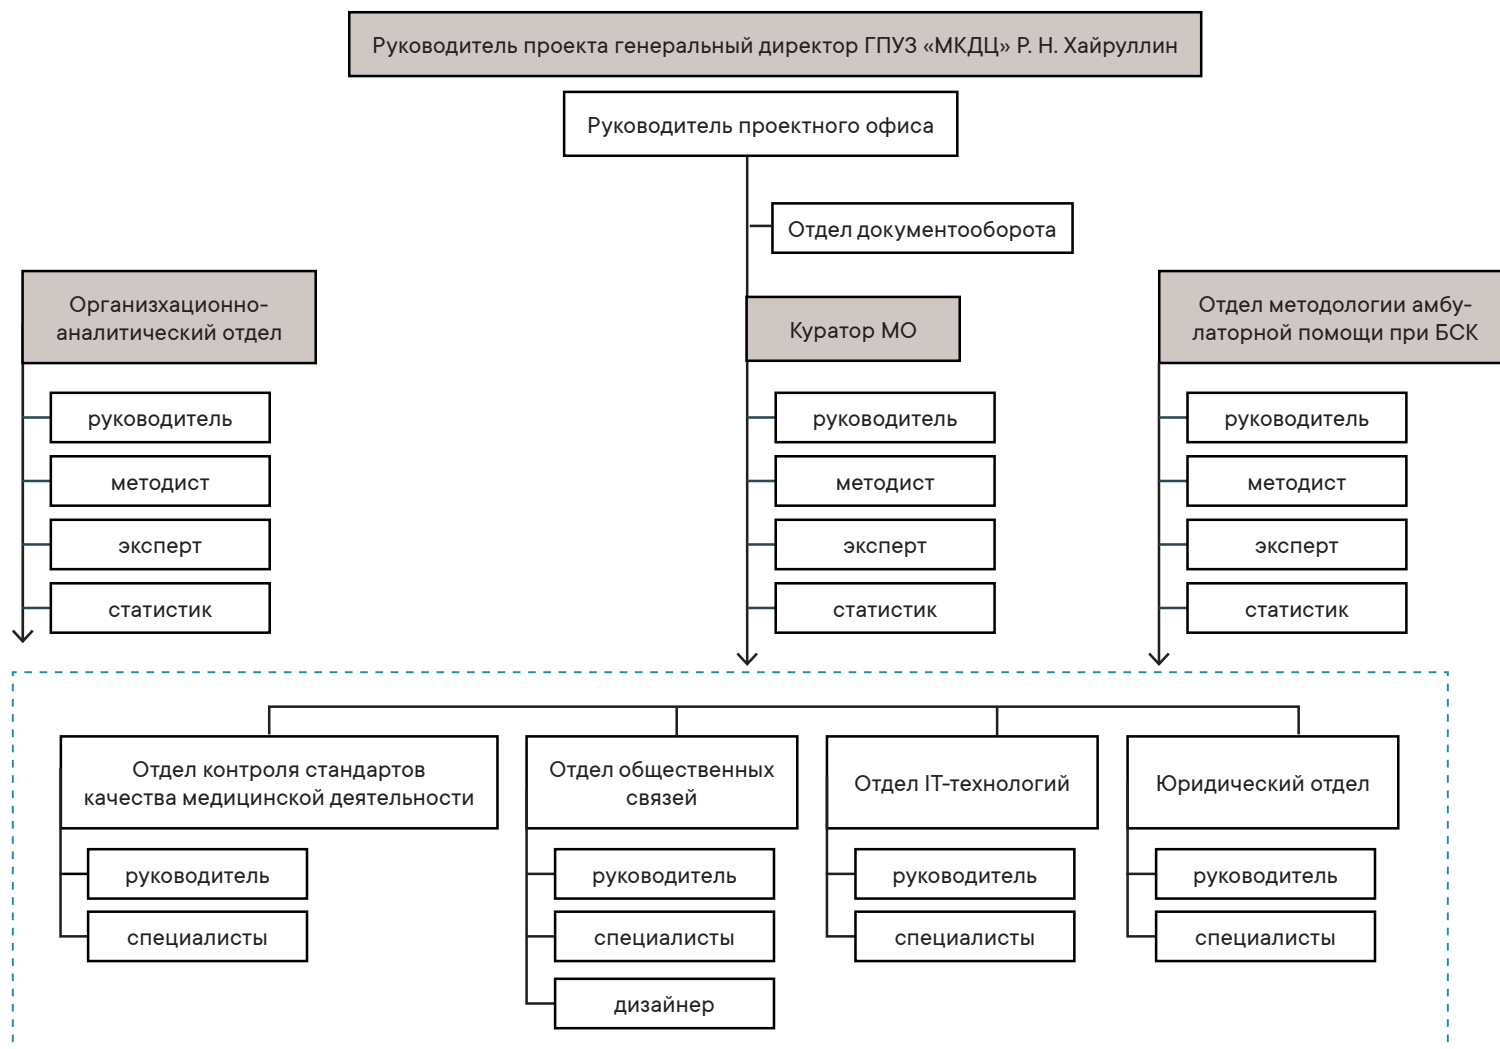 Руководитель проекта генеральный директор ГПУЗ «МКДЦ» Р. Н. Хайруллин
Руководитель проектного офиса
Отдел документооборота
Организхационно-
аналитический отдел
руководитель
методист
эксперт
статистик
Куратор МО
руководитель
методист
эксперт
статистик
Отдел методологии амбу-
латорной помощи при БСК
руководитель
методист
эксперт
статистик
Отдел контроля стандартов
качества медицинской деятельности
руководитель
специалисты
Отдел общественных
связей
руководитель
специалисты
дизайнер
Отдел IT-технологий
руководитель
специалисты
Юридический отдел
руководитель
специалисты